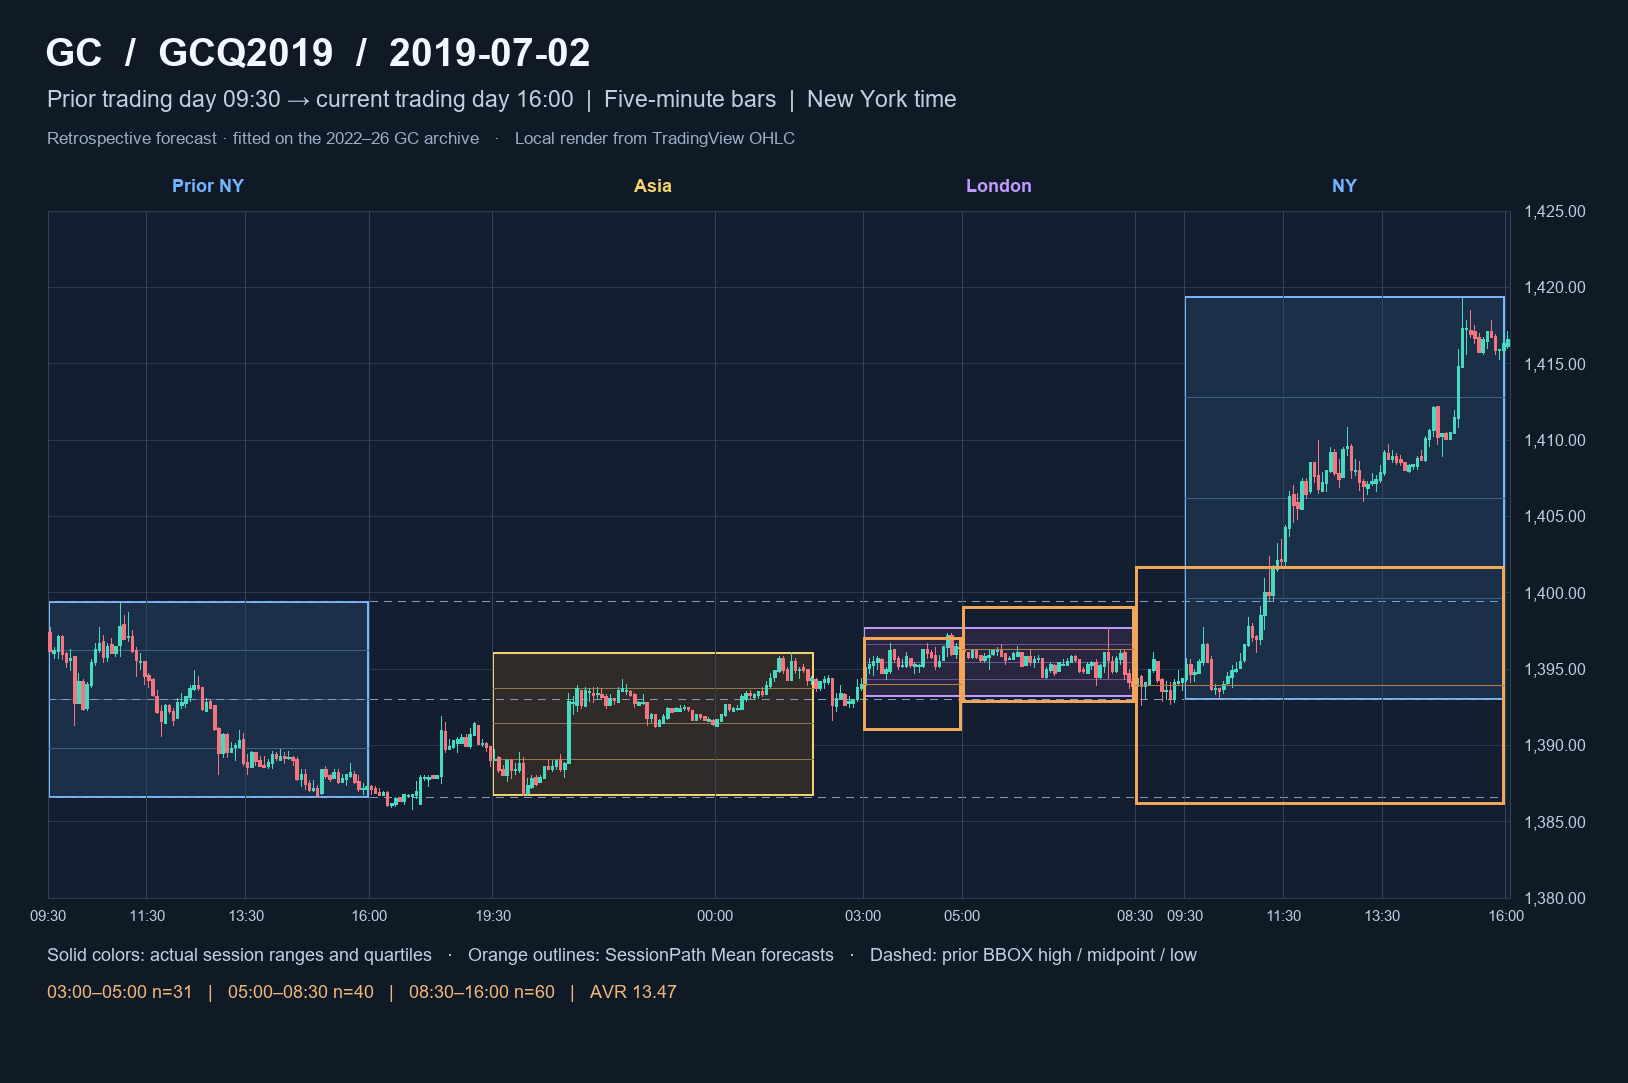 GC / GCQ2019 / 2019-07-02
Prior trading day 09:30 → current trading day 16:00 | Five-minute bars | New York time
Retrospective forecast · fitted on the 2022–26 GC archive · Local render from TradingView OHLC
Prior NY Asia London NY
1,425.00
1,420.00
1,415.00
1,410.00
1,405.00
1,400.00
1,395.00
1,390.00
1,385.00
1,380.00
09:30 11:30 13:30 16:00 19:30 00:00 03:00 05:00 08:30 09:30 11:30 13:30 16:00
Solid colors: actual session ranges and quartiles · Orange outlines: SessionPath Mean forecasts · Dashed: prior BBOX high / midpoint / low
03:00–05:00 n=31 | 05:00–08:30 n=40 | 08:30–16:00 n=60 | AVR 13.47